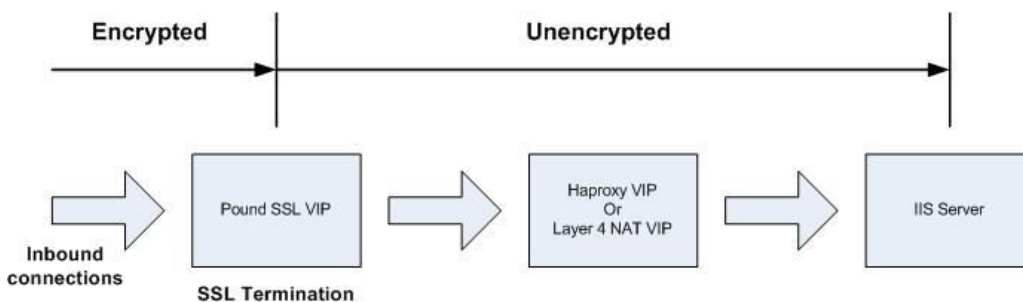 Encrypted
Unencrypted
Pound SSL VIP
Haproxy VIP
Or
Layer 4 NAT VIP
IIS Server
Inbound
connections
SSL Termination